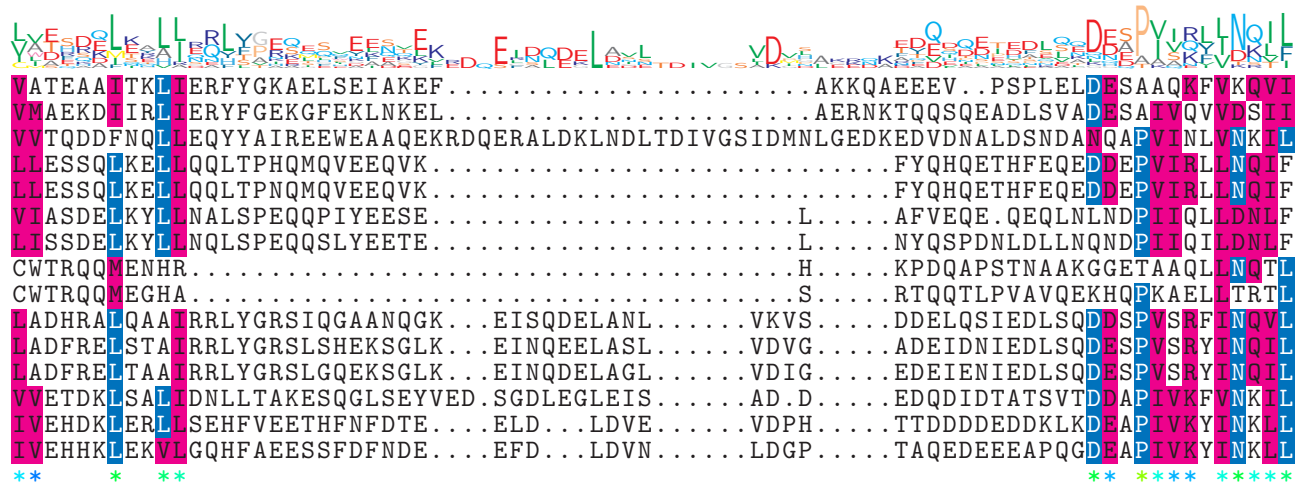 VATEAAITKLIERFYGKAELSEIAKEF.......................AKKQAEEEV..PSPLELDESAAQKFVKQVI
VMAEKDIIRLIERYFGEKGFEKLNKEL.......................AERNKTQQSQEADLSVADESAIVQVVDSII
VVTQDDFNQLLEQYYAIREEWEAAQEKRDQERALDKLNDLTDIVGSIDMNLGEDKEDVDNALDSNDANQAPVINLVNKIL
LLESSQLKELLQQLTPHQMQVEEQVK.............................FYQHQETHFEQEDDEPVIRLLNQIF
LLESSQLKELLQQLTPNQMQVEEQVK.............................FYQHQETHFEQEDDEPVIRLLNQIF
VIASDELKYLLNALSPEQQPIYEESE.......................L.....AFVEQE.QEQLNLNDPIIQLLDNLF
LISSDELKYLLNQLSPEQQSLYEETE.......................L.....NYQSPDNLDLLNQNDPIIQILDNLF
CWTRQQMENHR......................................H.....KPDQAPSTNAAKGGETAAQLLNQTL
CWTRQQMEGHA......................................S.....RTQQTLPVAVQEKHQPKAELLTRTL
LADHRALQAAIRRLYGRSIQGAANQGK...EISQDELANL......VKVS.....DDELQSIEDLSQDDSPVSRFINQVL
LADFRELSTAIRRLYGRSLSHEKSGLK...EINQEELASL......VDVG.....ADEIDNIEDLSQDESPVSRYINQVL
LADFRELTAAIRRLYGRSLGQEKSGLK...EINQDELAGL......VDIG.....EDEIENIEDLSQDESPVSRYINQIL
VVETDKLSALIDNLLTAKESQGLSEYVED.SGDLEGLEIS......AD.D.....EDQDIDTATSVTDDAPIVKFVNKIL
IVEHDKLERLLSEHFVEETHFNFDTE....ELD...LDVE......VDPH.....TTDDDDEDDKLKDEAPIVKYINKLL
IVEHHKLEKVLGQHFAEESSFDFNDE....EFD...LDVN......LDGP.....TAQEDEEEAPQGDEAPIVKYINKLL
** * ** ** **** *****